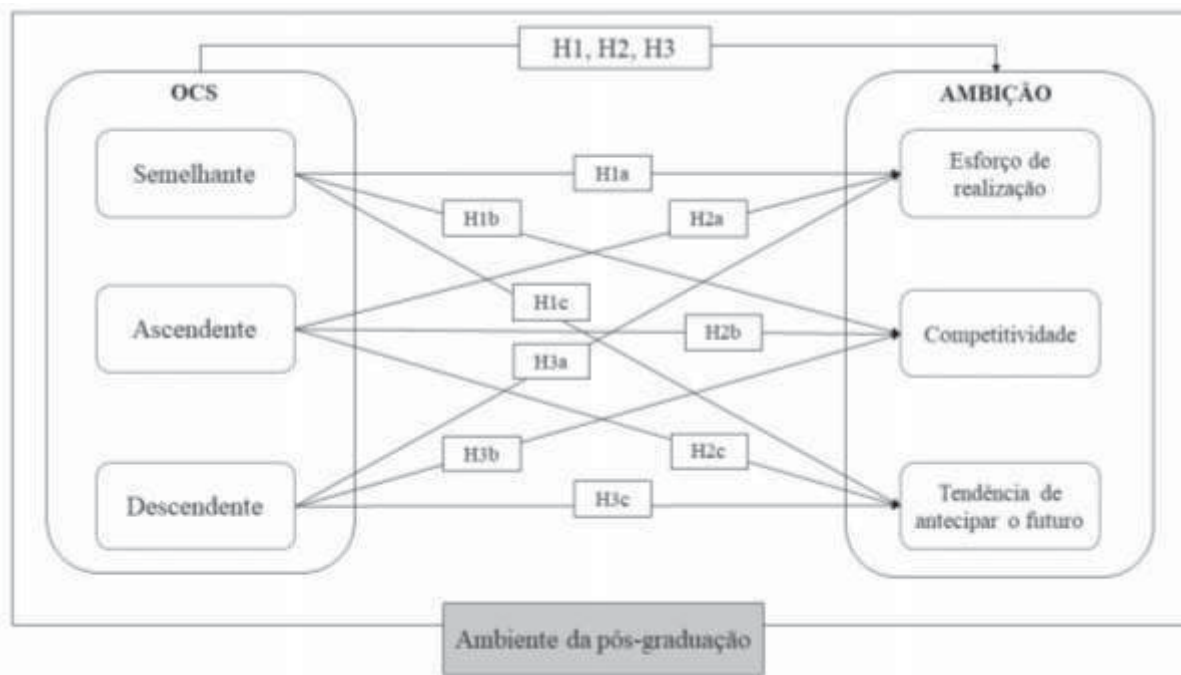 H1, H2, H3
OCS
AMBIÇÃO
Semelhante
H1a
Esforço de
realização
H1b
H2a
Ascendente
H1c
H2b
Competitividade
H3a
H3b
H2c
Descendente
H3c
Tendência de
antecipar o futuro
Ambiente da pós-graduação